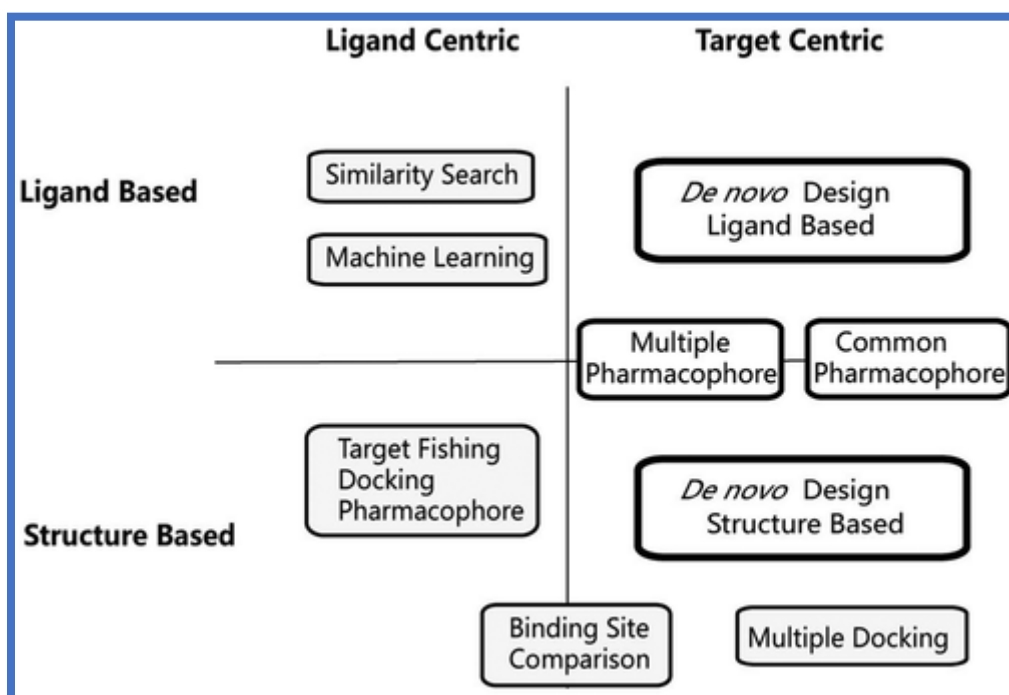 Ligand Centric
Target Centric
Ligand Based
Similarity Search
Machine Learning
De novo Design
Ligand Based
Multiple
Pharmacophore
Common
Pharmacophore
Structure Based
Target Fishing
Docking
Pharmacophore
De novo Design
Structure Based
Binding Site
Comparison
Multiple Docking